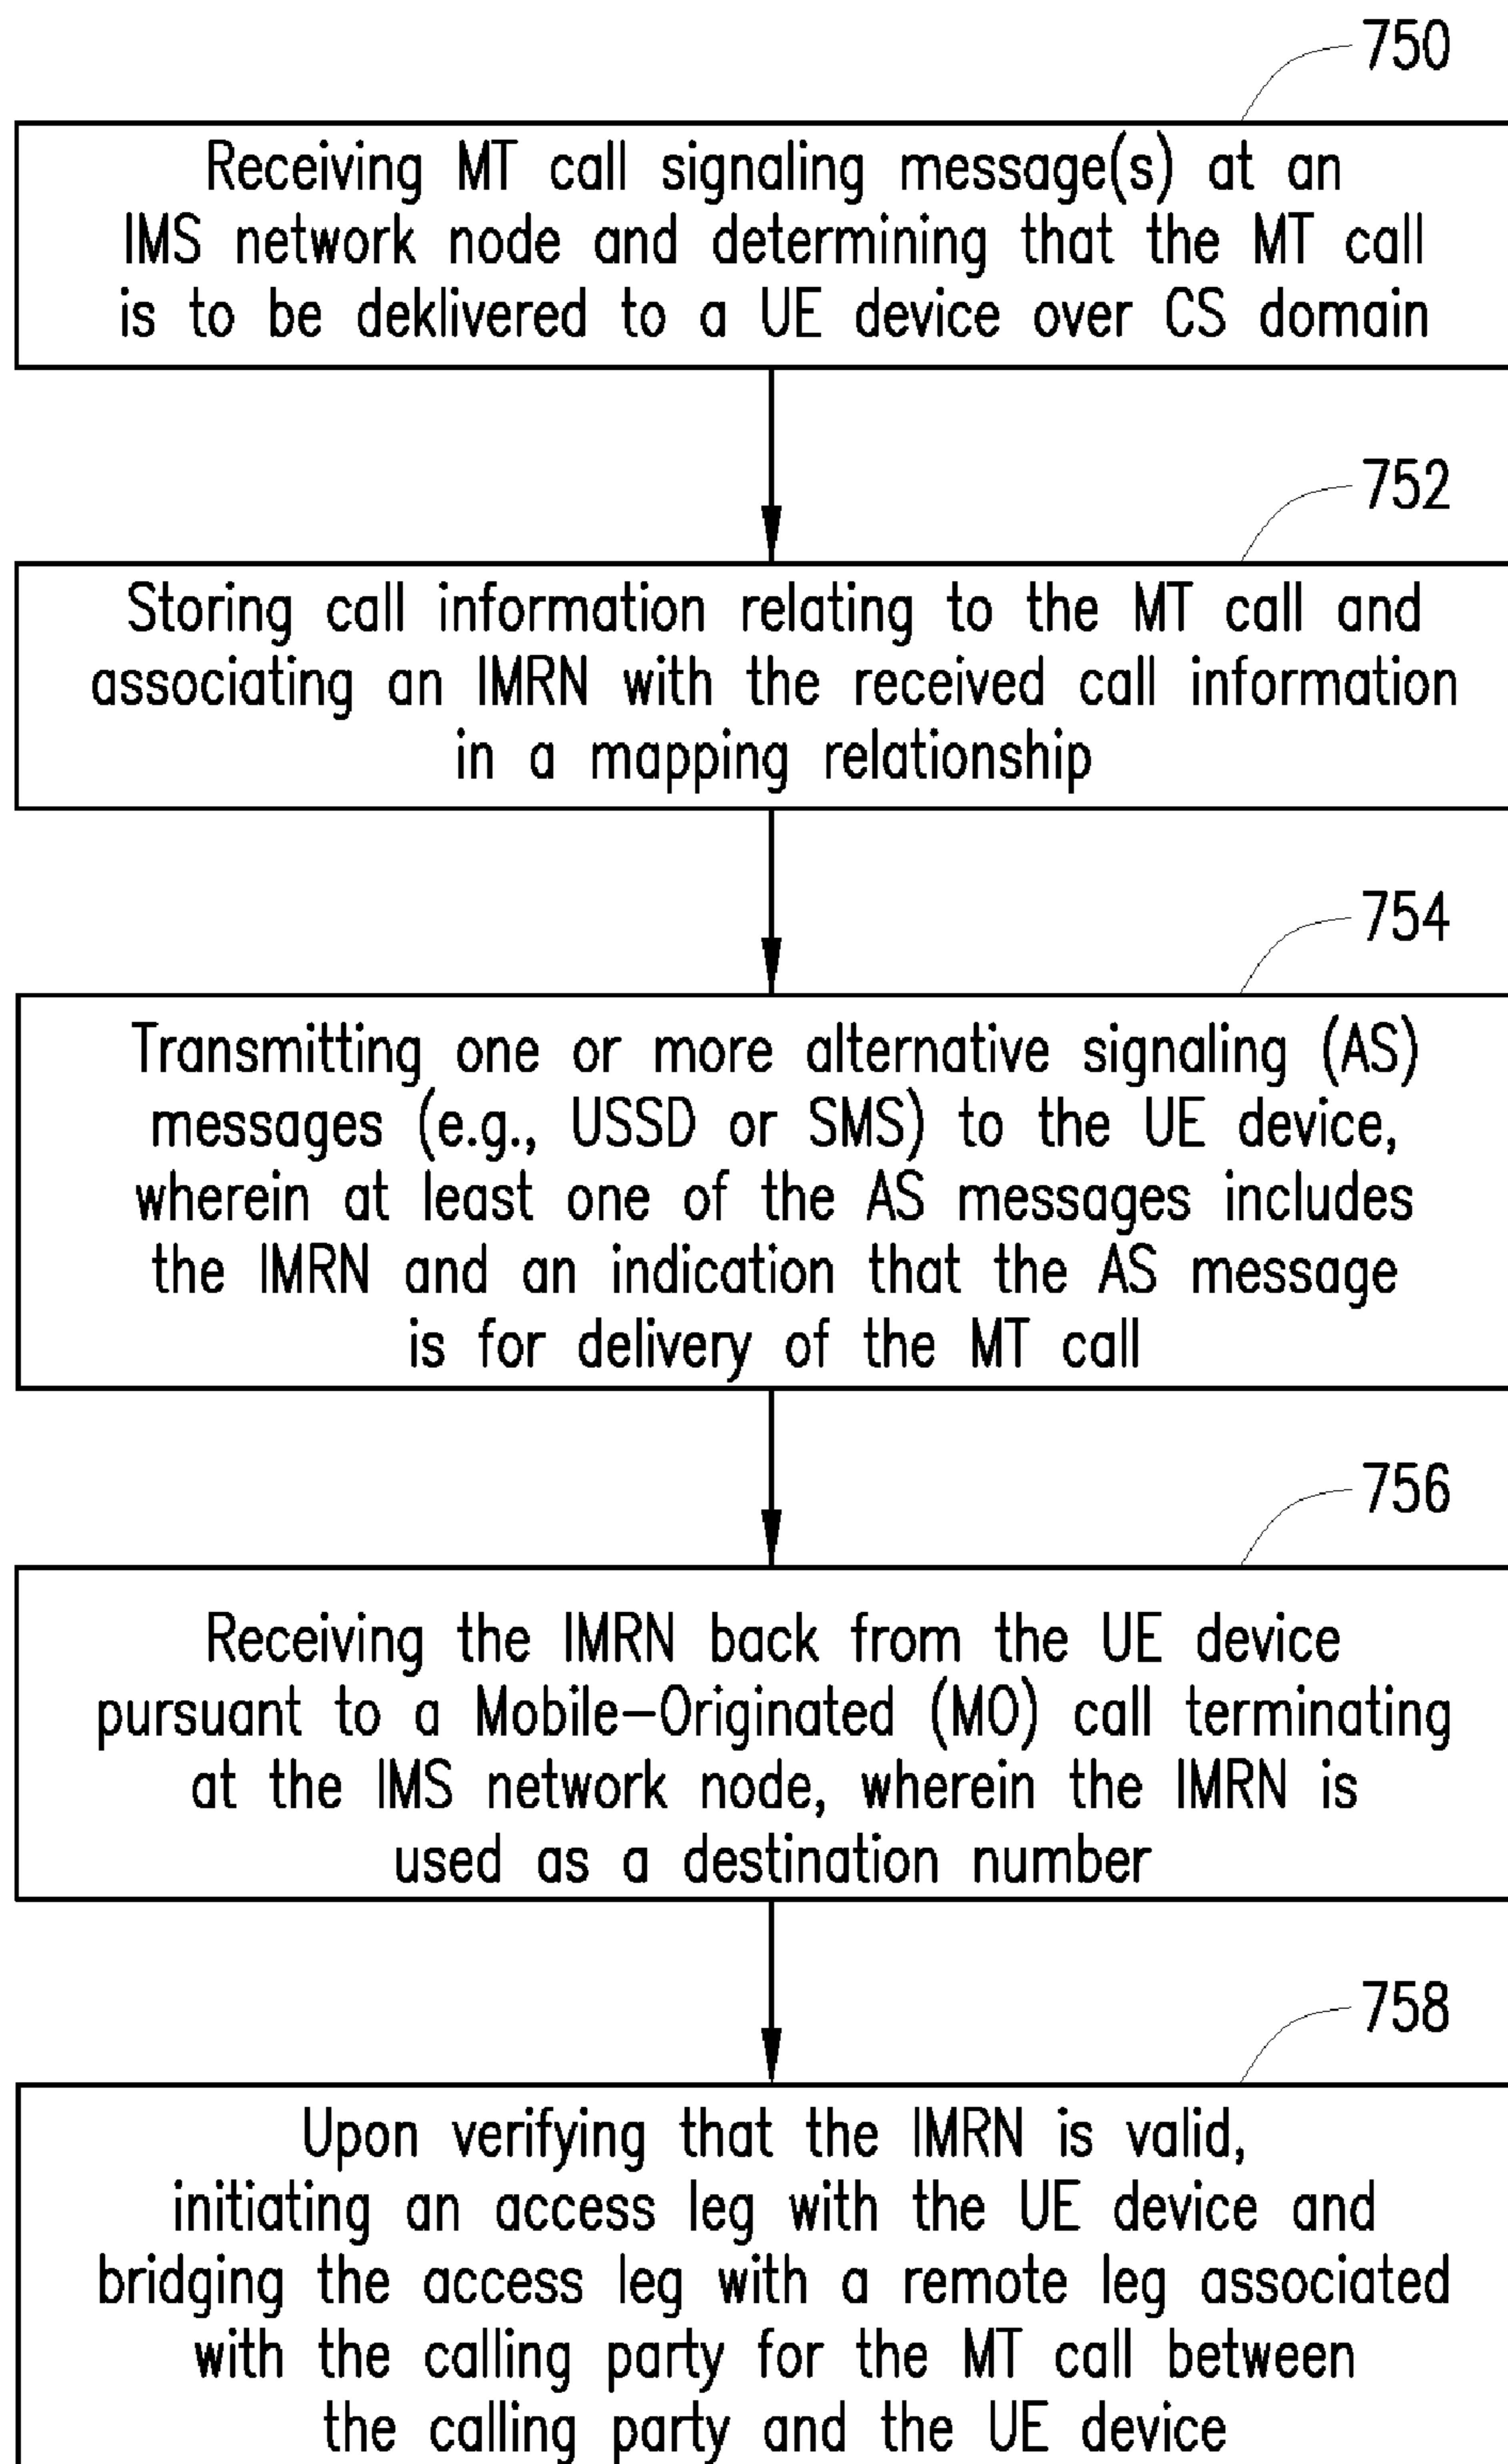 750
Receiving MT call signaling message(s) at an
IMS network node and determining that the MT call
is to be deklivered to a UE device over CS domain
752
Storing call information relating to the MT call and
associating an IMRN with the received call information
in a mapping relationship
754
Transmitting one or more alternative signaling (AS)
messages (e.g., USSD or SMS) to the UE device,
wherein at least one of the AS messages includes
the IMRN and an indication that the AS message
is for delivery of the MT call
756
Receiving the IMRN back from the UE device
pursuant to a Mobile-Originated (MO) call terminating
at the IMS network node, wherein the IMRN is
used as a destination number
758
Upon verifying that the IMRN is valid,
initiating an access leg with the UE device and
bridging the access leg with a remote leg associated
with the calling party for the MT call between
the calling party and the UE device